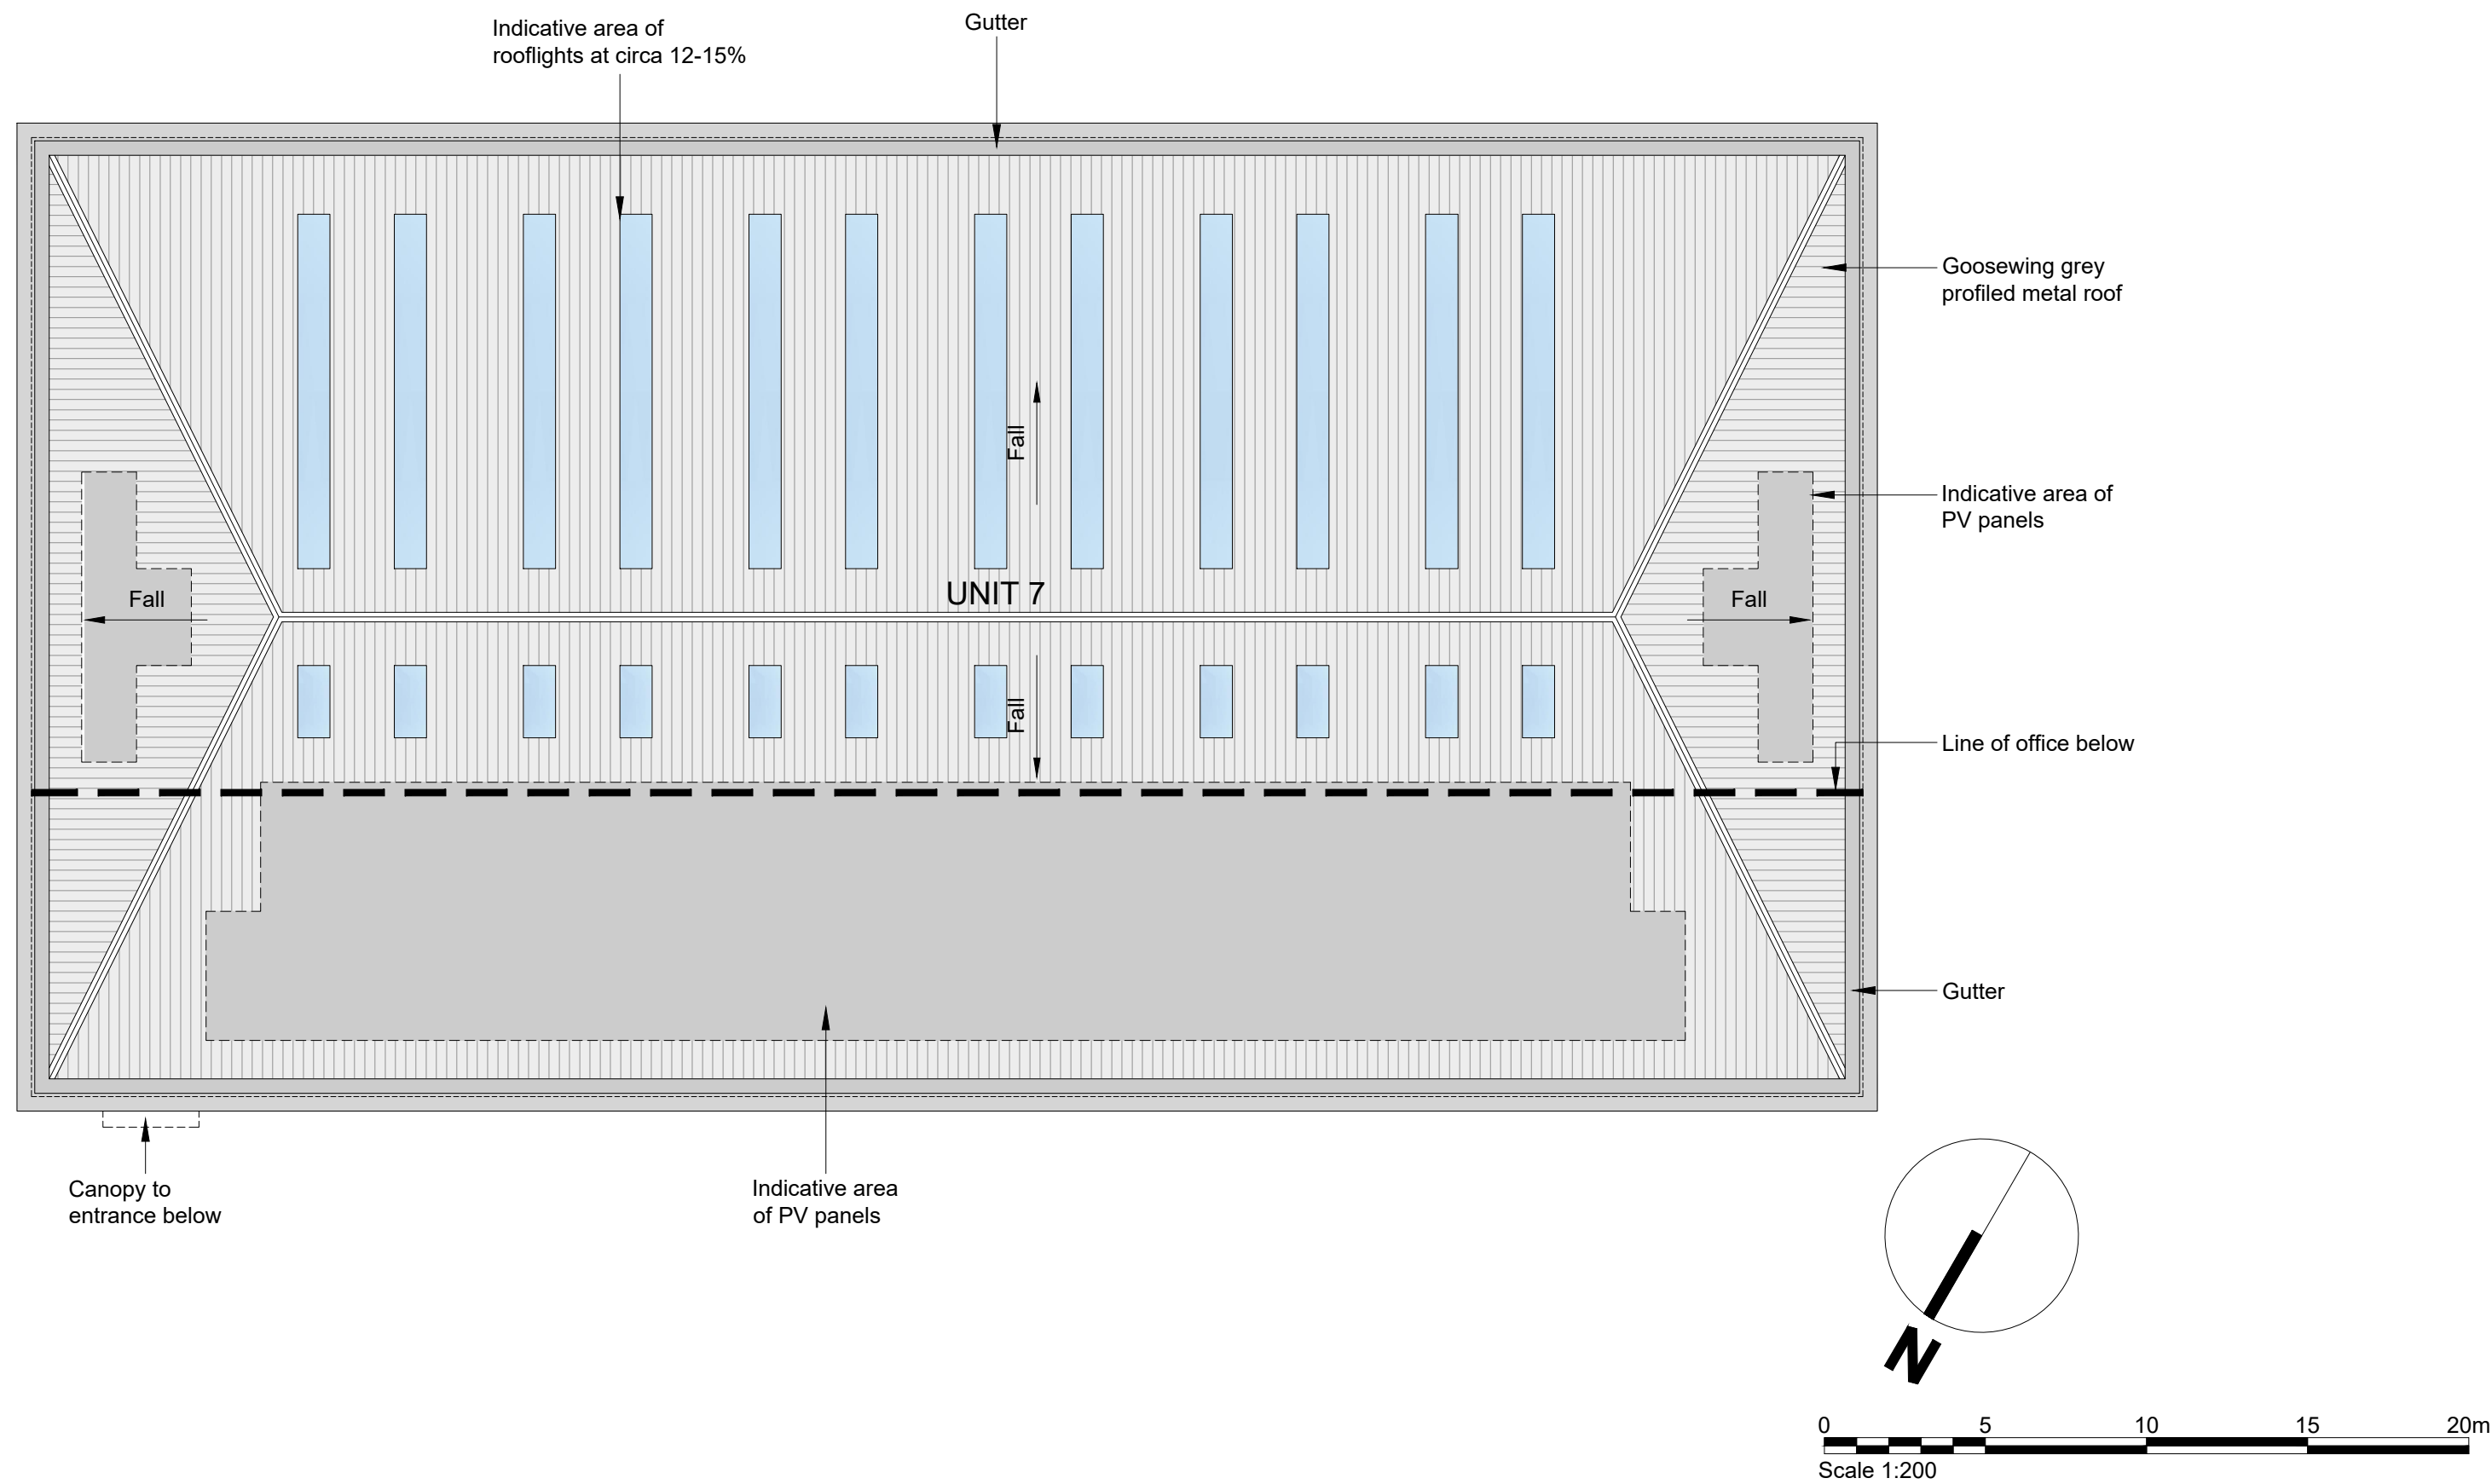 Indicative area of
rooflights at circa 12-15%
Gutter
Goosewing grey
profiled metal roof
Fall
Indicative area of
PV panels
UNIT 7
Fall
Fall
Fall
Line of office below
Gutter
Canopy to
entrance below
Indicative area
of PV panels
N
0 5 10 15 20m
Scale 1:200